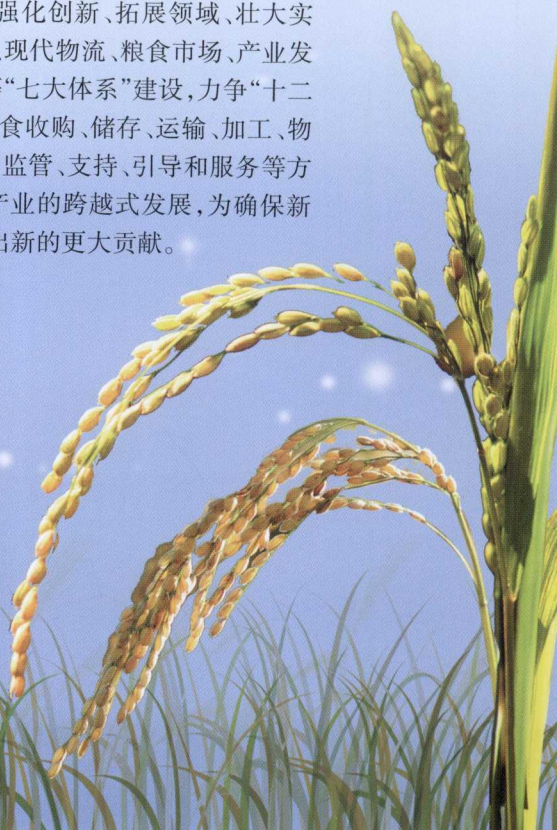 强化创新、拓展领域、壮大实
现代物流、粮食市场、产业发
“七大体系”建设,力争“十二
食收购、储存、运输、加工、物
监管、支持、引导和服务等方
产业的跨越式发展,为确保新
出新的更大贡献。